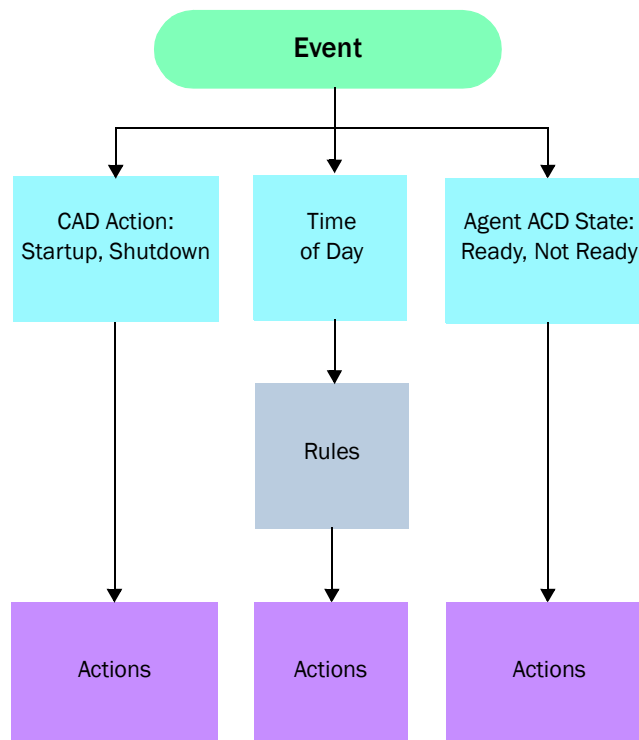 Event
CAD Action:
Startup, Shutdown
Time
of Day
Agent ACD State:
Ready, Not Ready
Rules
Actions
Actions
Actions